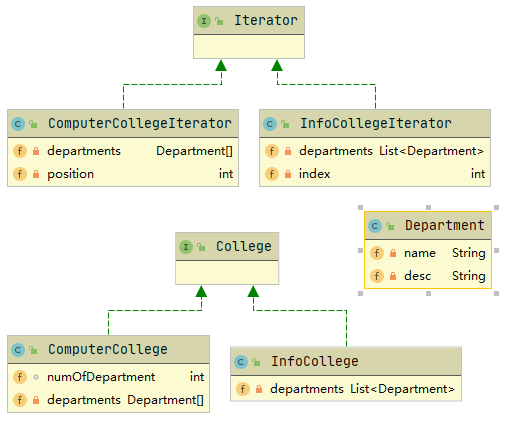 I Iterator
C ComputerCollegeIterator
f departments Department[]
f position int
C InfoCollegeIterator
f departments List<Department>
f index int
I College
C Department
f name String
f desc String
C ComputerCollege
f numOfDepartment int
f departments Department[]
C InfoCollege
f departments List<Department>